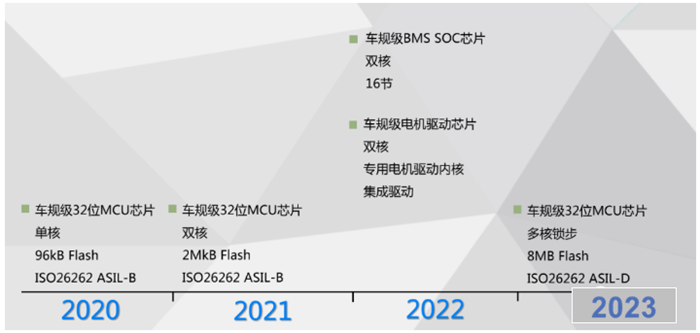 车规级BMS SOC芯片
双核
16节
车规级电机驱动芯片
双核
专用电机驱动内核
集成驱动
车规级32位MCU芯片
单核
96kB Flash
ISO26262 ASIL-B
车规级32位MCU芯片
双核
2MkB Flash
ISO26262 ASIL-B
车规级32位MCU芯片
多核锁步
8MB Flash
ISO26262 ASIL-D
2020
2021
2022
2023